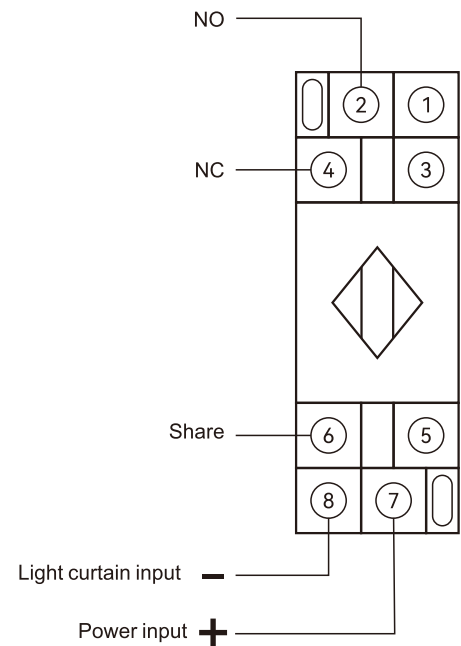 NO
2 1
NC 4 3
Share 6 5
8 7
Light curtain input −
Power input +